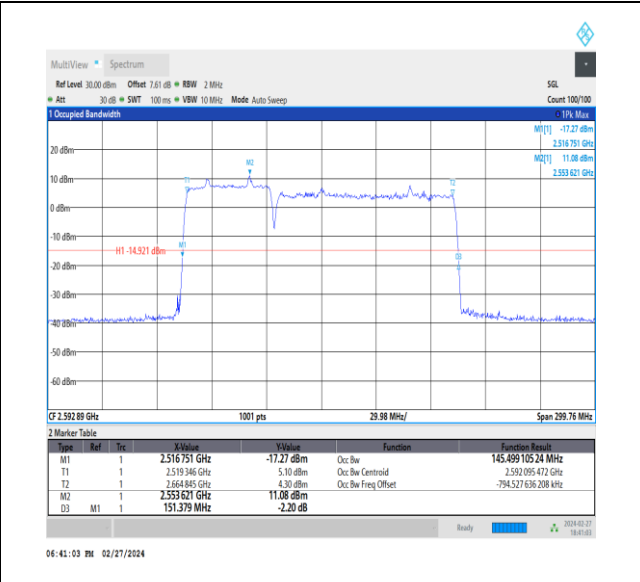 MultiView Spectrum
Ref Level 30.00 dBm Offset 7.61 dB RBW 2 MHz SGL
Att 30 dB SWT 100 ms VBW 10 MHz Mode Auto Sweep Count 100/100
1 Occupied Bandwidth 1Pk Max
M1[1] -17.27 dBm
2.516 751 GHz
M2[1] 11.08 dBm
2.553 621 GHz
20 dBm
M2
T1
T2
10 dBm
0 dBm
-10 dBm
M1
H1 -14.921 dBm
D3
-20 dBm
-30 dBm
-40 dBm
-50 dBm
-60 dBm
CF 2.592 89 GHz 1001 pts 29.98 MHz/ Span 299.76 MHz
2 Marker Table
Type Ref Trc X-Value Y-Value Function Function Result
M1 1 2.516 751 GHz -17.27 dBm Occ Bw 145.499 105 24 MHz
T1 1 2.519 346 GHz 5.10 dBm Occ Bw Centroid 2.592 095 472 GHz
T2 1 2.664 845 GHz 4.30 dBm Occ Bw Freq Offset -794.527 636 208 kHz
M2 1 2.553 621 GHz 11.08 dBm
D3 M1 1 151.379 MHz -2.20 dB
Ready 2024-02-27
18:41:03
06:41:03 PM 02/27/2024